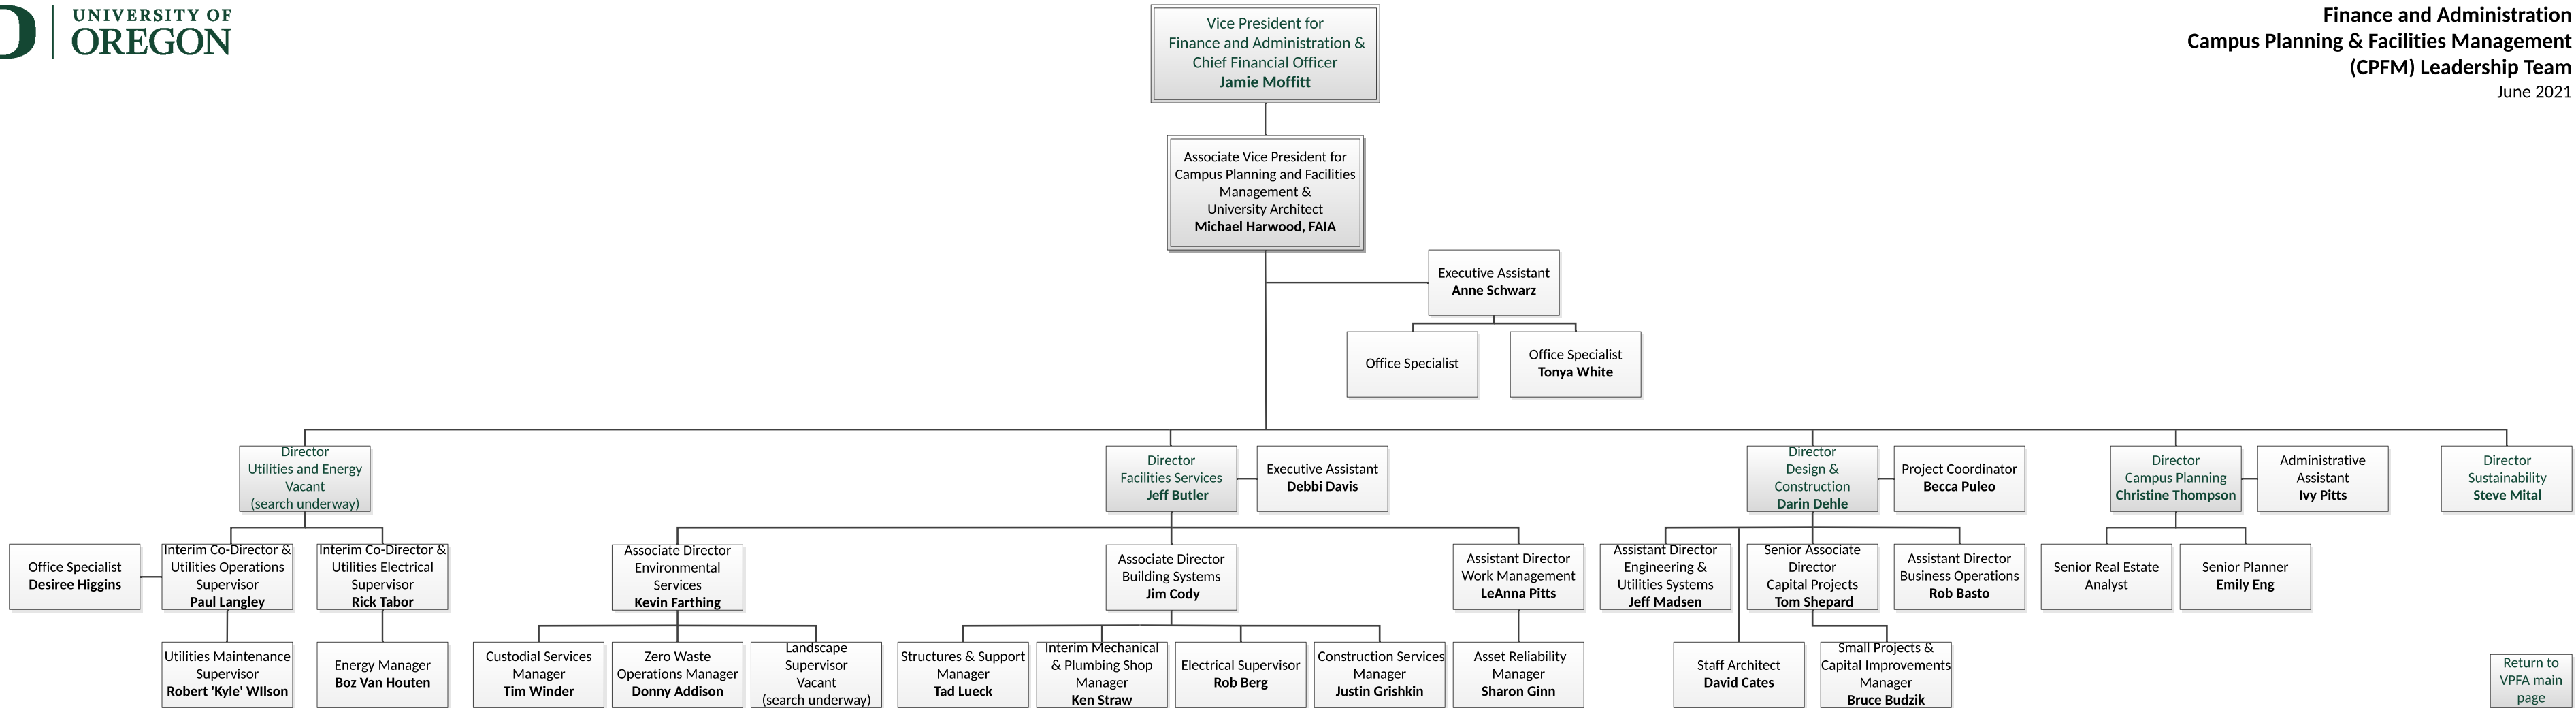 UNIVERSITY OF
OREGON
Finance and Administration
Campus Planning & Facilities Management
(CPFM) Leadership Team
June 2021
Vice President for
Finance and Administration &
Chief Financial Officer
Jamie Moffitt
Associate Vice President for
Campus Planning and Facilities
Management &
University Architect
Michael Harwood, FAIA
Executive Assistant
Anne Schwarz
Office Specialist
Office Specialist
Tonya White
Director
Utilities and Energy
Vacant
(search underway)
Director
Facilities Services
Jeff Butler
Executive Assistant
Debbi Davis
Director
Design &
Construction
Darin Dehle
Project Coordinator
Becca Puleo
Director
Campus Planning
Christine Thompson
Administrative
Assistant
Ivy Pitts
Director
Sustainability
Steve Mital
Office Specialist
Desiree Higgins
Interim Co-Director &
Utilities Operations
Supervisor
Paul Langley
Interim Co-Director &
Utilities Electrical
Supervisor
Rick Tabor
Associate Director
Environmental
Services
Kevin Farthing
Associate Director
Building Systems
Jim Cody
Assistant Director
Work Management
LeAnna Pitts
Assistant Director
Engineering &
Utilities Systems
Jeff Madsen
Senior Associate
Director
Capital Projects
Tom Shepard
Assistant Director
Business Operations
Rob Basto
Senior Real Estate
Analyst
Senior Planner
Emily Eng
Utilities Maintenance
Supervisor
Robert 'Kyle' WIlson
Energy Manager
Boz Van Houten
Custodial Services
Manager
Tim Winder
Zero Waste
Operations Manager
Donny Addison
Landscape
Supervisor
Vacant
(search underway)
Structures & Support
Manager
Tad Lueck
Interim Mechanical
& Plumbing Shop
Manager
Ken Straw
Electrical Supervisor
Rob Berg
Construction Services
Manager
Justin Grishkin
Asset Reliability
Manager
Sharon Ginn
Staff Architect
David Cates
Small Projects &
Capital Improvements
Manager
Bruce Budzik
Return to
VPFA main
page